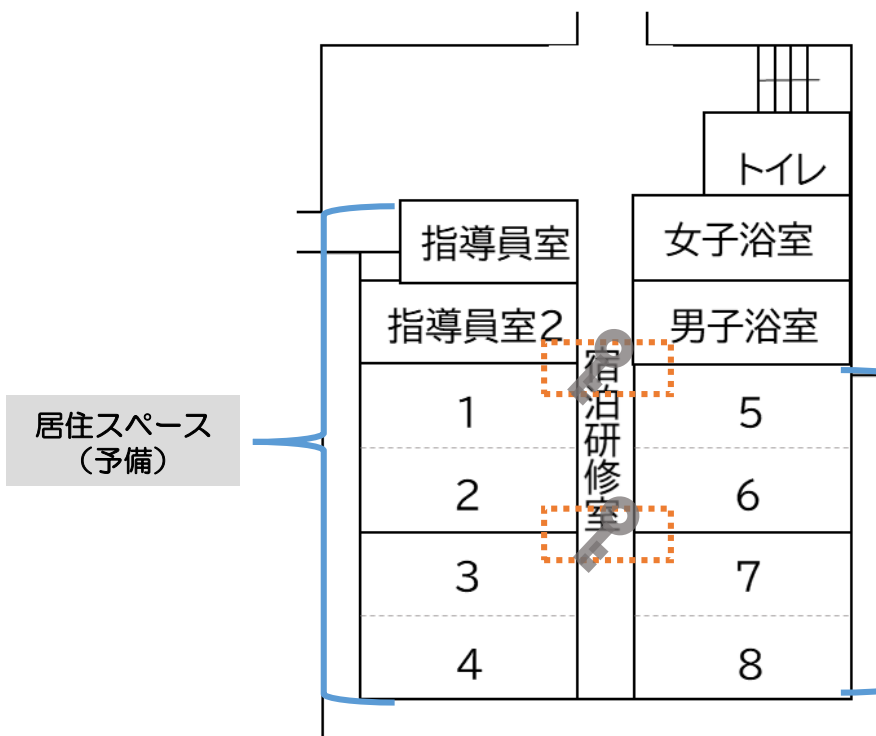 トイレ
指導員室
女子浴室
指導員室2
男子浴室
宿泊研修室
居住スペース
（予備）
1
5
2
6
3
7
4
8